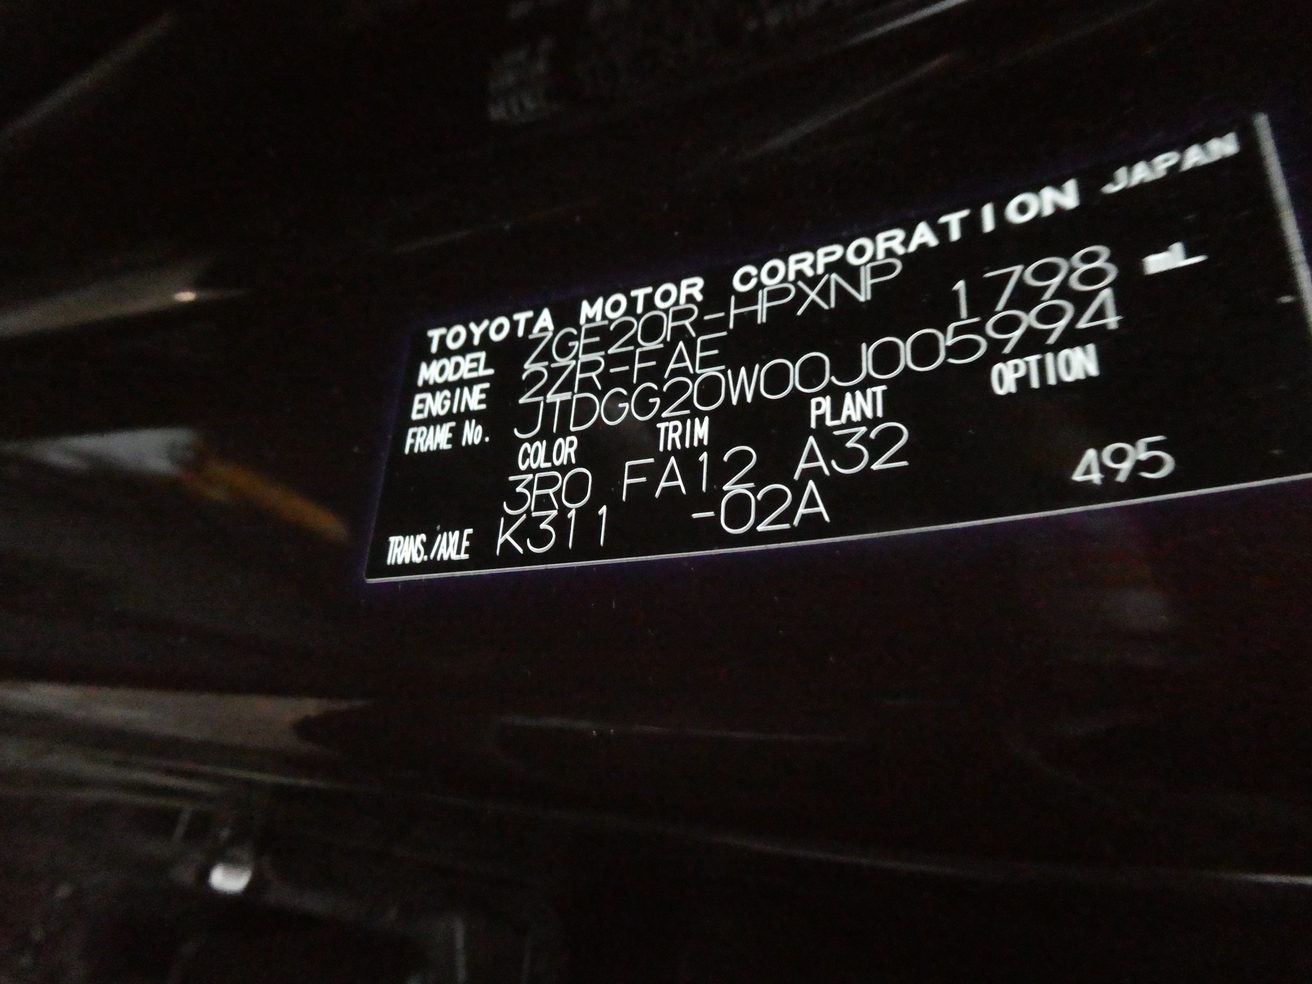 TOYOTA MOTOR CORPORATION JAPAN
MODEL ZGE20R-HPXNP
ENGINE 2ZR-FAE 1798 mL
FRAME No. JTDGG20W00J005994
COLOR TRIM PLANT OPTION
3R0 FA12 A32
TRANS./AXLE K311 -02A 495